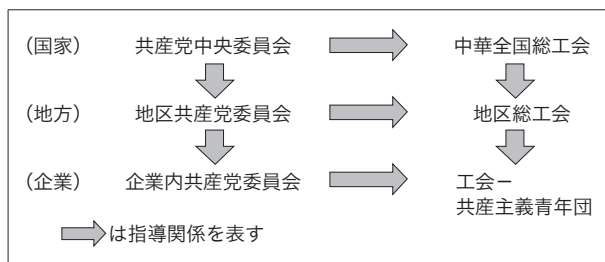 (国家) 共産党中央委員会 中華全国総工会
(地方) 地区共産党委員会 地区総工会
(企業) 企業内共産党委員会 工会−
共産主義青年団
は指導関係を表す